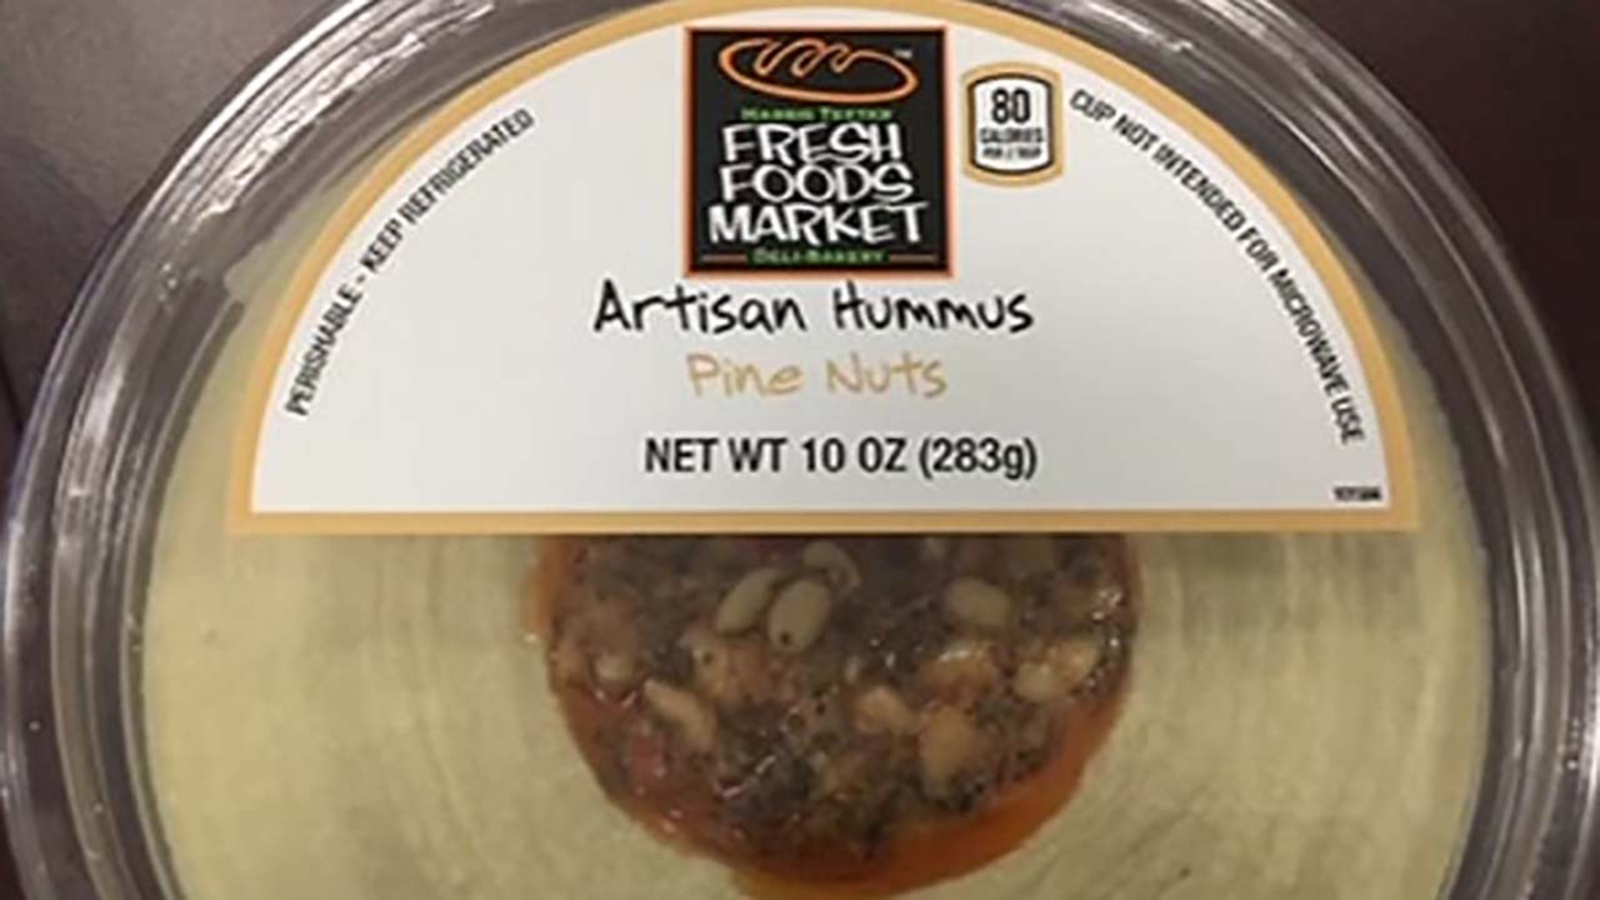 HARRIS TEETER
FRESH
FOODS
MARKET
DELI-BAKERY
80
CALORIES
PERISHABLE - KEEP REFRIGERATED
CUP NOT INTENDED FOR MICROWAVE USE
Artisan Hummus
Pine Nuts
NET WT 10 OZ (283g)